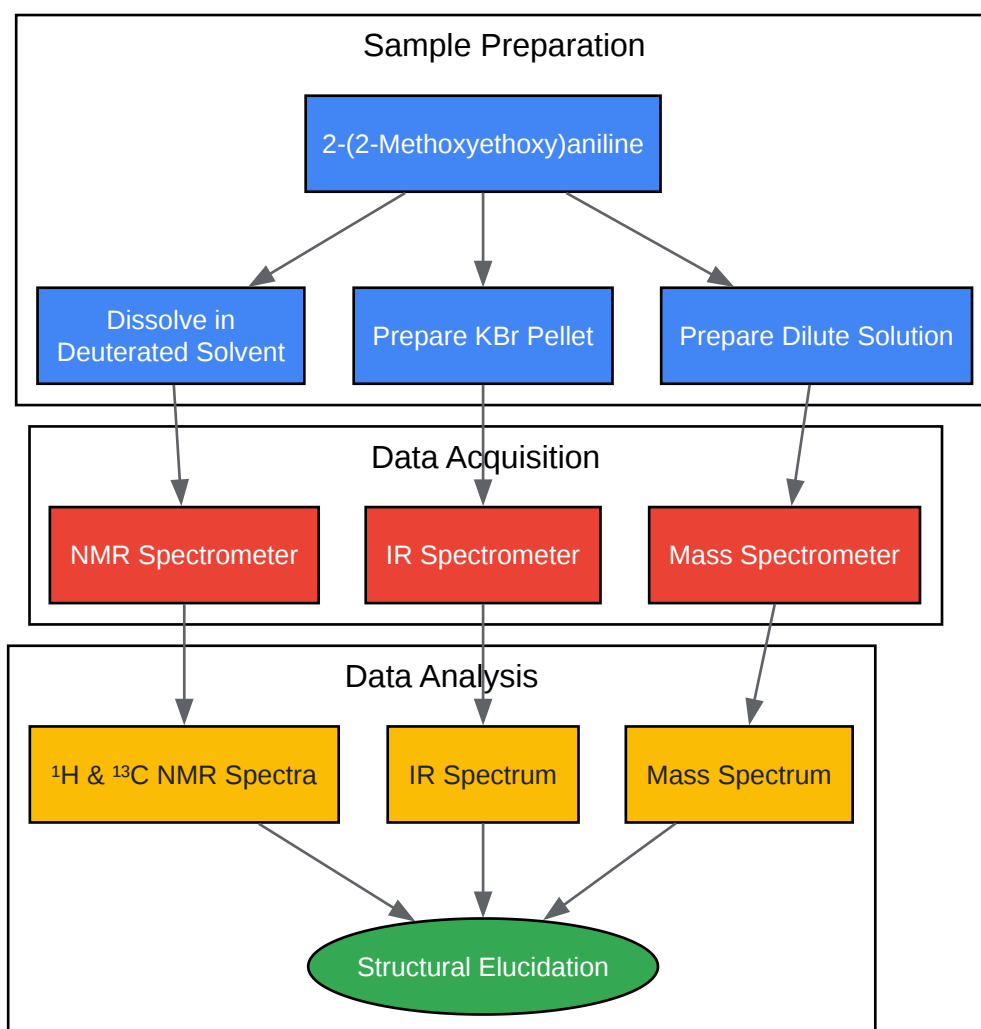 Sample Preparation
2-(2-Methoxyethoxy)aniline
Dissolve in
Deuterated Solvent
Prepare KBr Pellet
Prepare Dilute Solution
Data Acquisition
NMR Spectrometer
IR Spectrometer
Mass Spectrometer
Data Analysis
¹H & ¹³C NMR Spectra
IR Spectrum
Mass Spectrum
Structural Elucidation